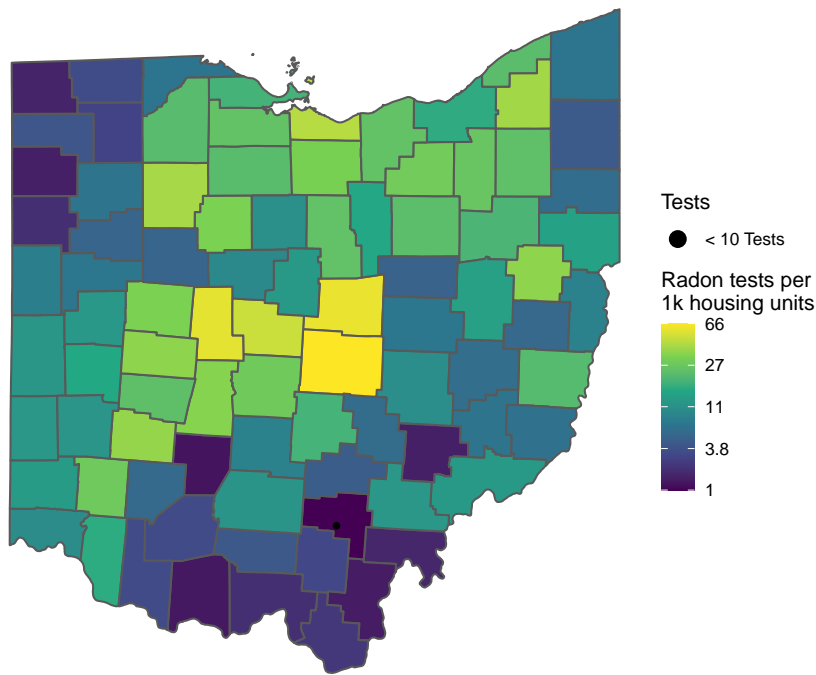 Tests
< 10 Tests
Radon tests per
1k housing units
66
27
11
3.8
1